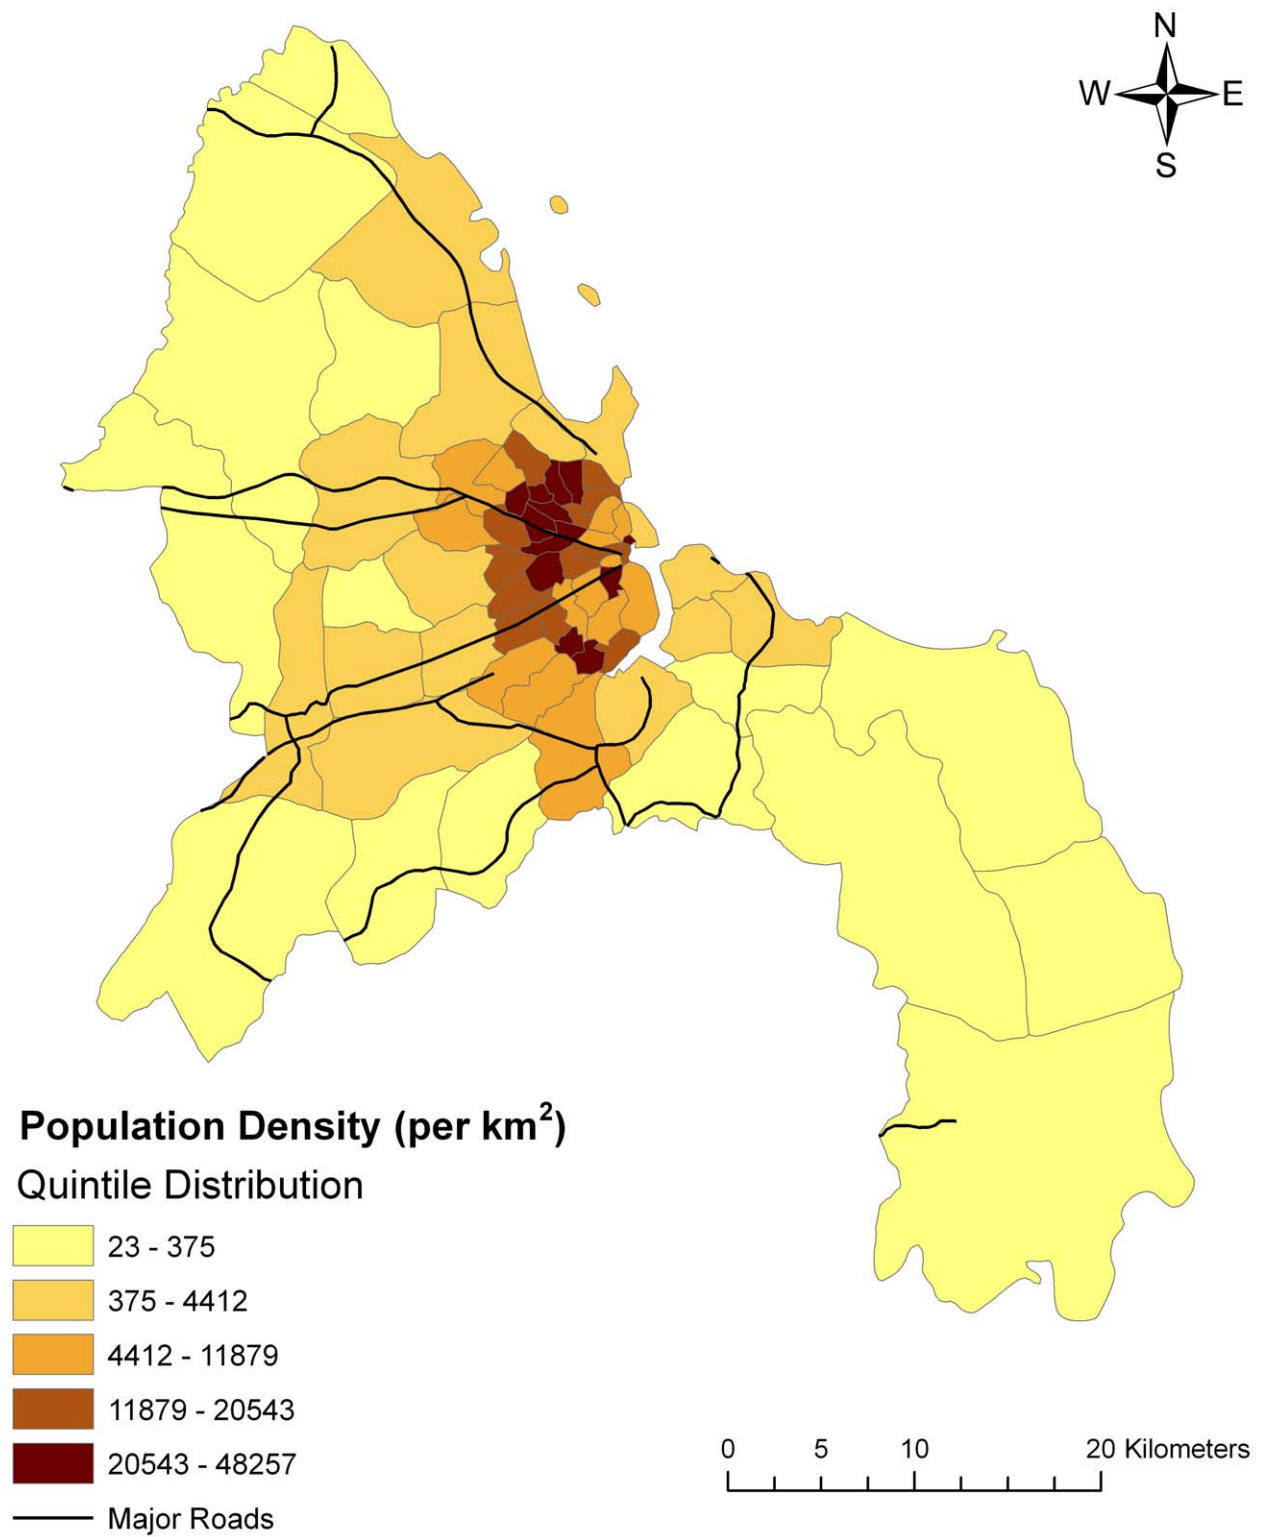 N
W E
S
Population Density (per km²)
Quintile Distribution
23 - 375
375 - 4412
4412 - 11879
11879 - 20543
20543 - 48257
Major Roads
0 5 10 20 Kilometers